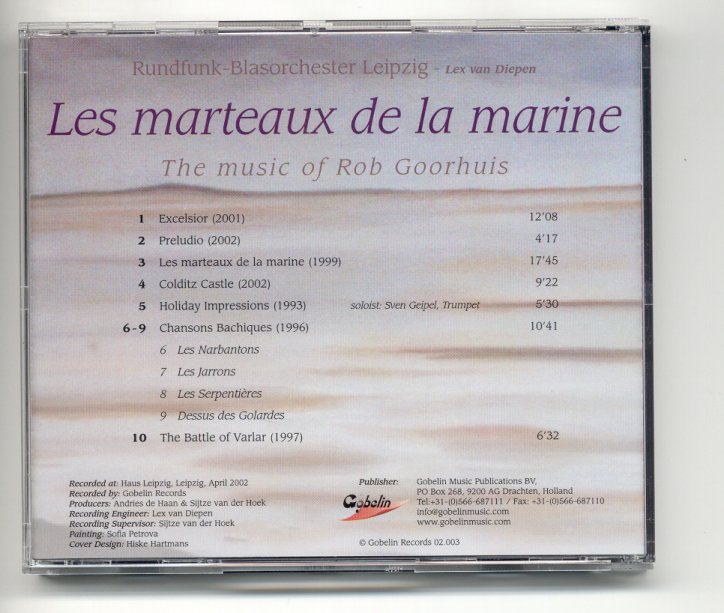 Rundfunk-Blasorchester Leipzig - Lex van Diepen
Les marteaux de la marine
The music of Rob Goorhuis
1 Excelsior (2001) 12'08
2 Preludio (2002) 4'17
3 Les marteaux de la marine (1999) 17'45
4 Colditz Castle (2002) 9'22
5 Holiday Impressions (1993) soloist: Sven Geipel, Trumpet 5'30
6-9 Chansons Bachiques (1996) 10'41
6 Les Narbantons
7 Les Jarrons
8 Les Serpentières
9 Dessus des Golardes
10 The Battle of Varlar (1997) 6'32
Recorded at: Haus Leipzig, Leipzig, April 2002
Recorded by: Gobelin Records
Producers: Andries de Haan & Sijtze van der Hoek
Recording Engineer: Lex van Diepen
Recording Supervisor: Sijtze van der Hoek
Painting: Sofia Petrova
Cover Design: Hiske Hartmans
Publisher:
Gobelin
Gobelin Music Publications BV,
PO Box 268, 9200 AG Drachten, Holland
Tel:+31-(0)566-687111 / Fax: +31-(0)566-687110
info@gobelinmusic.com
www.gobelinmusic.com
© Gobelin Records 02.003